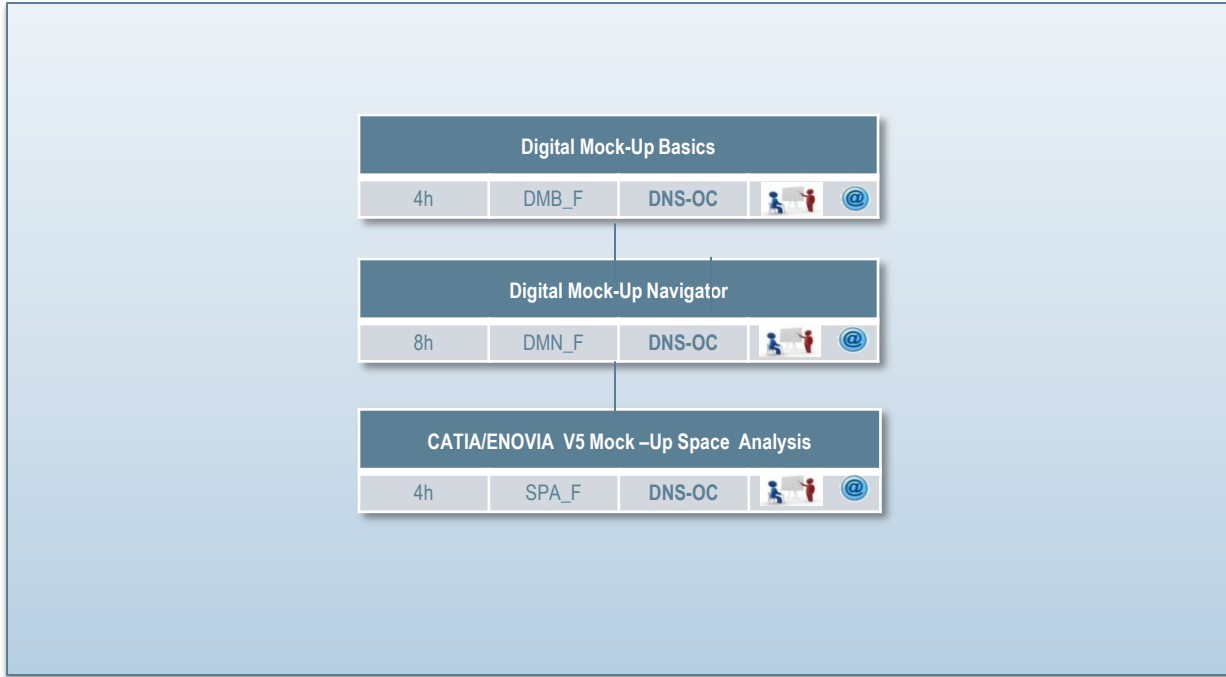 Digital Mock-Up Basics
4h DMB_F DNS-OC @
Digital Mock-Up Navigator
8h DMN_F DNS-OC @
CATIA/ENOVIA V5 Mock –Up Space Analysis
4h SPA_F DNS-OC @